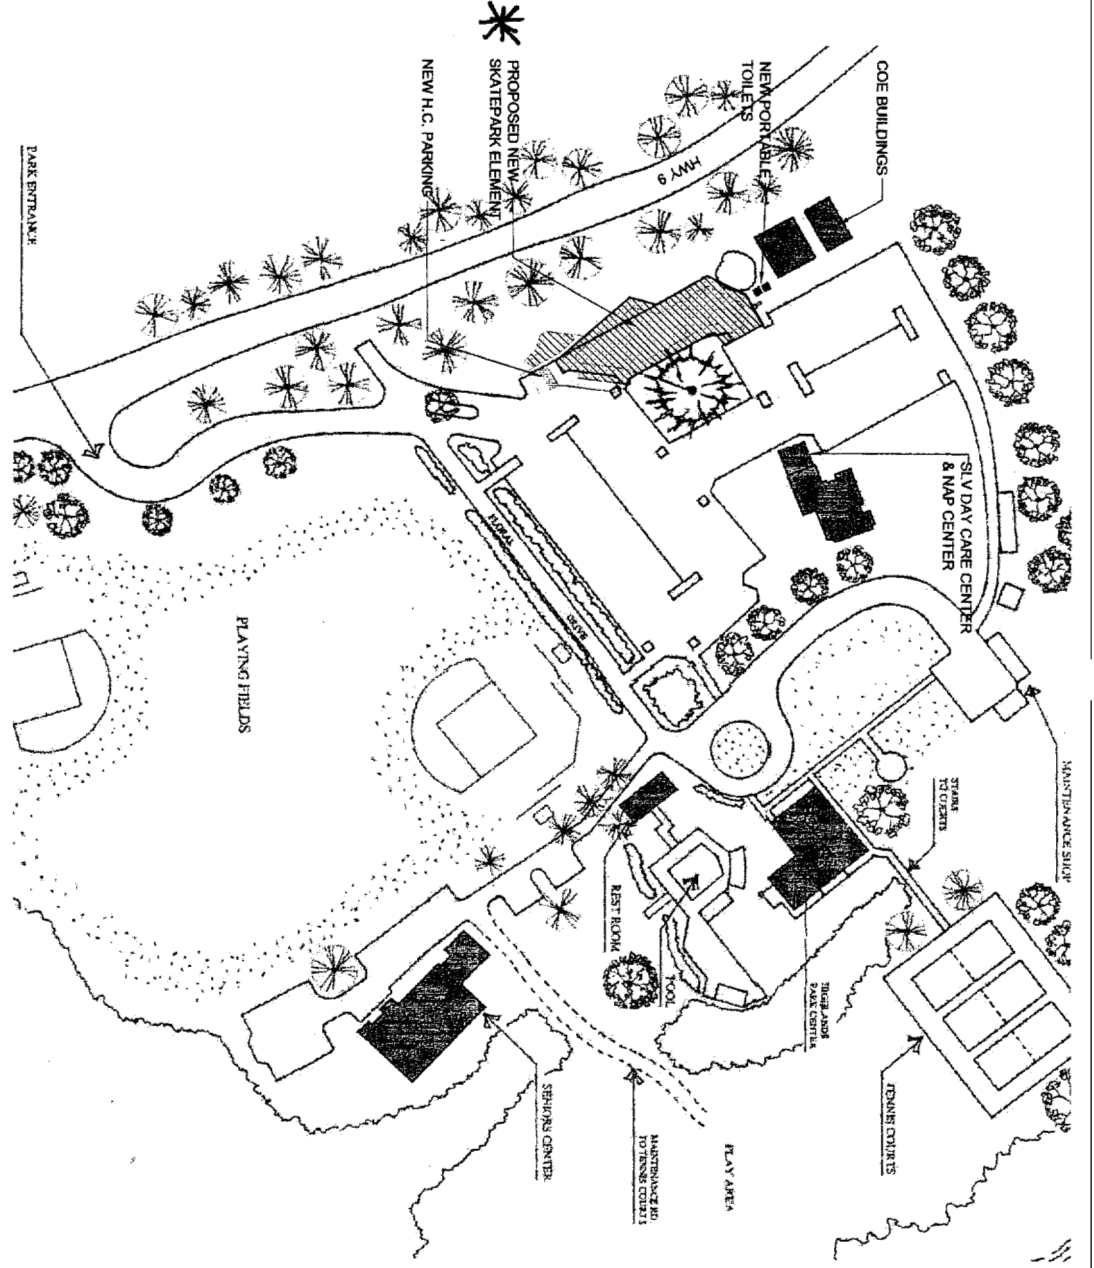 COE BUILDINGS
NEW PORTABLE
TOILETS
PROPOSED NEW
SKATEPARK ELEMENT
NEW H.C. PARKING
PARK ENTRANCE
HWY 9
SLV DAY CARE CENTER
& NAP CENTER
FLORAL
PLAYING FIELDS
MAINTENANCE SHOP
STAIRS
TO COURTS
REST ROOM
POOL
HIGHLANDS
PARK CENTER
TENNIS COURTS
SENIORS CENTER
MAINTENANCE RD.
TO TENNIS COURTS
PLAY AREA